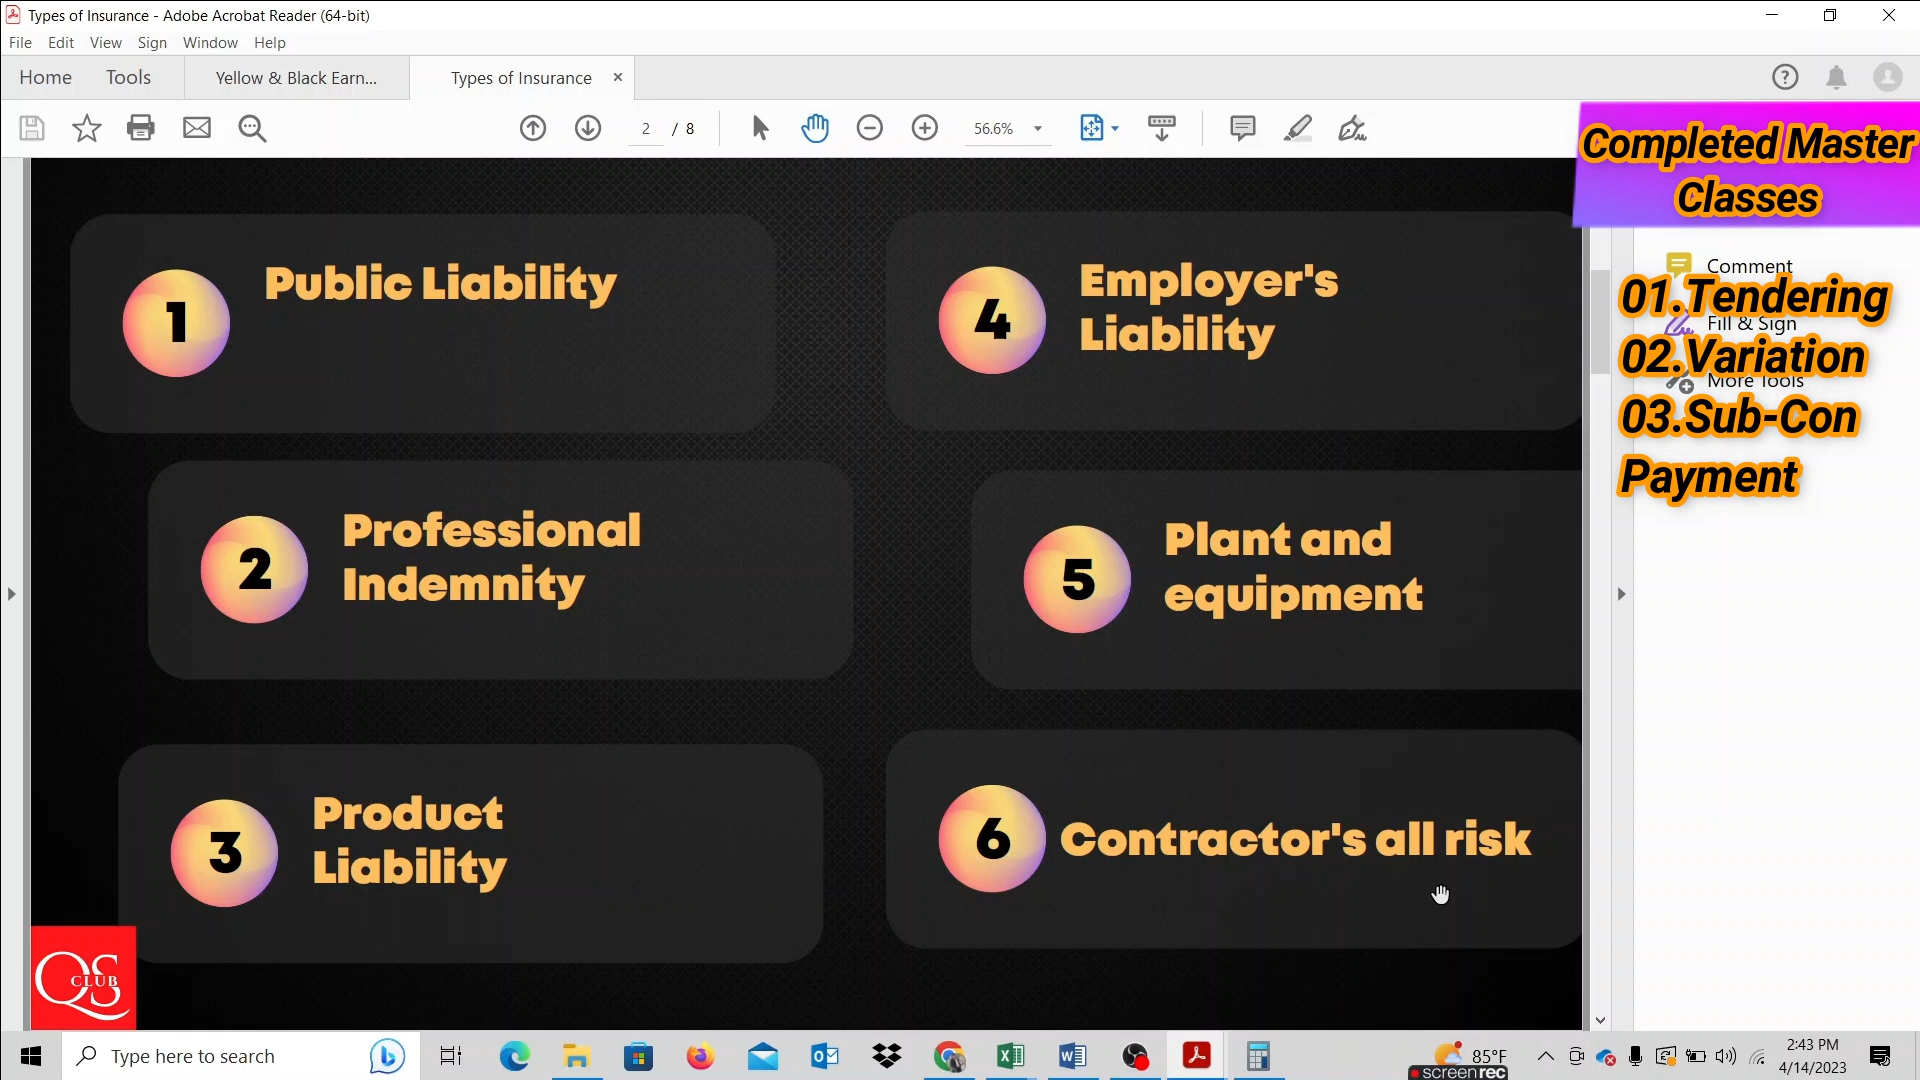 Types of Insurance - Adobe Acrobat Reader (64-bit)
File Edit View Sign Window Help
Home Tools Yellow & Black Earn... Types of Insurance
2 / 8 56.6%
Completed Master
Classes
Comment
01.Tendering
Fill & Sign
02.Variation
More Tools
03.Sub-Con
Payment
1 Public Liability
4 Employer's
Liability
2 Professional
Indemnity
5 Plant and
equipment
3 Product
Liability
6 Contractor's all risk
QS
CLUB
Type here to search
85°F
screenrec
2:43 PM
4/14/2023